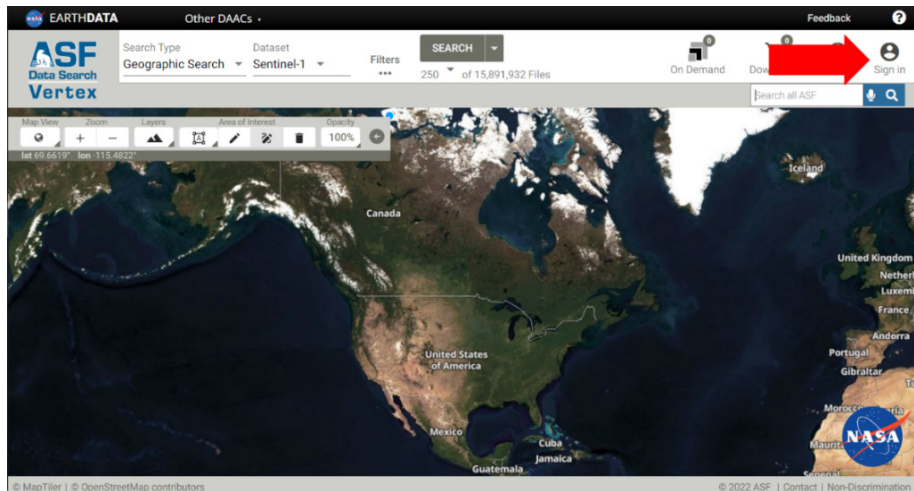 EARTHDATA Other DAACs Feedback ?
ASF
Data Search
Vertex
Search Type Dataset
Geographic Search Sentinel-1 Filters SEARCH
250 of 15,891,932 Files
0 0
On Demand Sign in
Search all ASF
Map View Zoom Layers Area of Interest Opacity
100%
lat 69.6619° lon -115.4822°
Iceland
Canada
United Kingdom
Luxem
France
Andorra
United States
of America
Portugal
Gibraltar
Mexico
NASA
Cuba
Jamaica
Guatemala
Senegal
© MapTiler | © OpenStreetMap contributors © 2022 ASF | Contact | Non-Discrimination